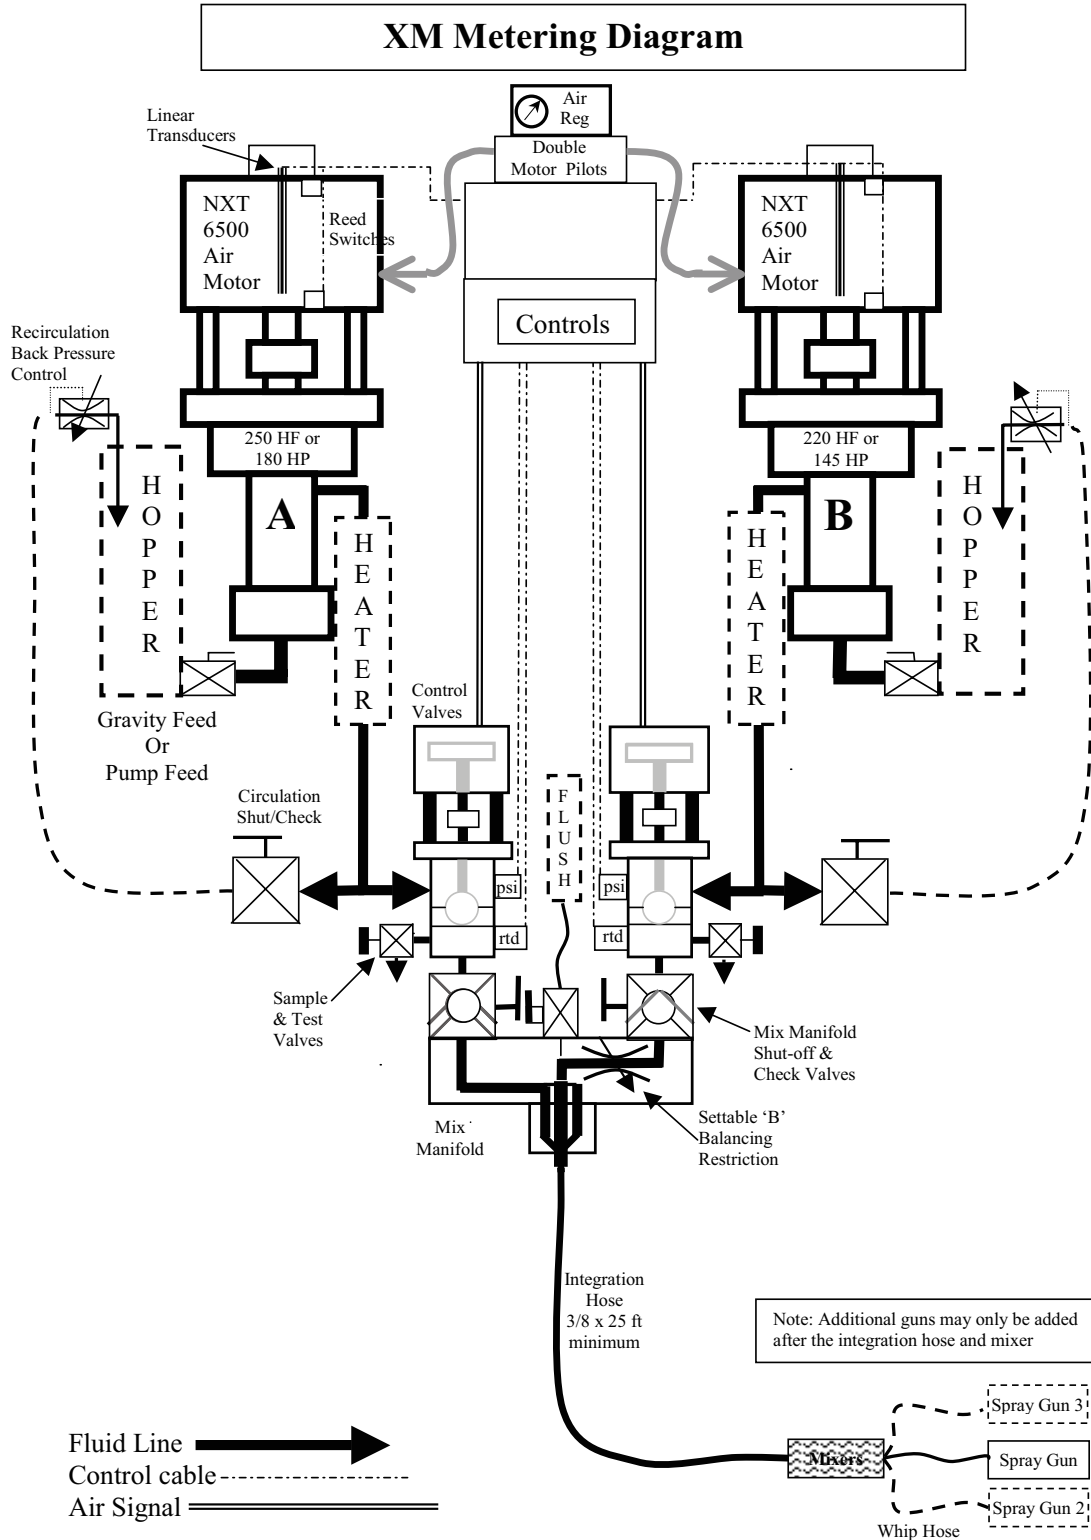 XM Metering Diagram
Air
Reg
Double
Motor Pilots
Linear
Transducers
NXT
6500
Air
Motor
Reed
Switches
NXT
6500
Air
Motor
Controls
Recirculation
Back Pressure
Control
250 HF or
180 HP
220 HF or
145 HP
HOPPER
A
HEATER
HEATER
B
HOPPER
Gravity Feed
Or
Pump Feed
Control
Valves
FLUSH
Circulation
Shut/Check
psi
psi
rtd
rtd
Sample
& Test
Valves
Mix Manifold
Shut-off &
Check Valves
Mix
Manifold
Settable ‘B’
Balancing
Restriction
Integration
Hose
3/8 x 25 ft
minimum
Note: Additional guns may only be added
after the integration hose and mixer
Spray Gun 3
Mixers
Spray Gun
Spray Gun 2
Whip Hose
Fluid Line
Control cable
Air Signal